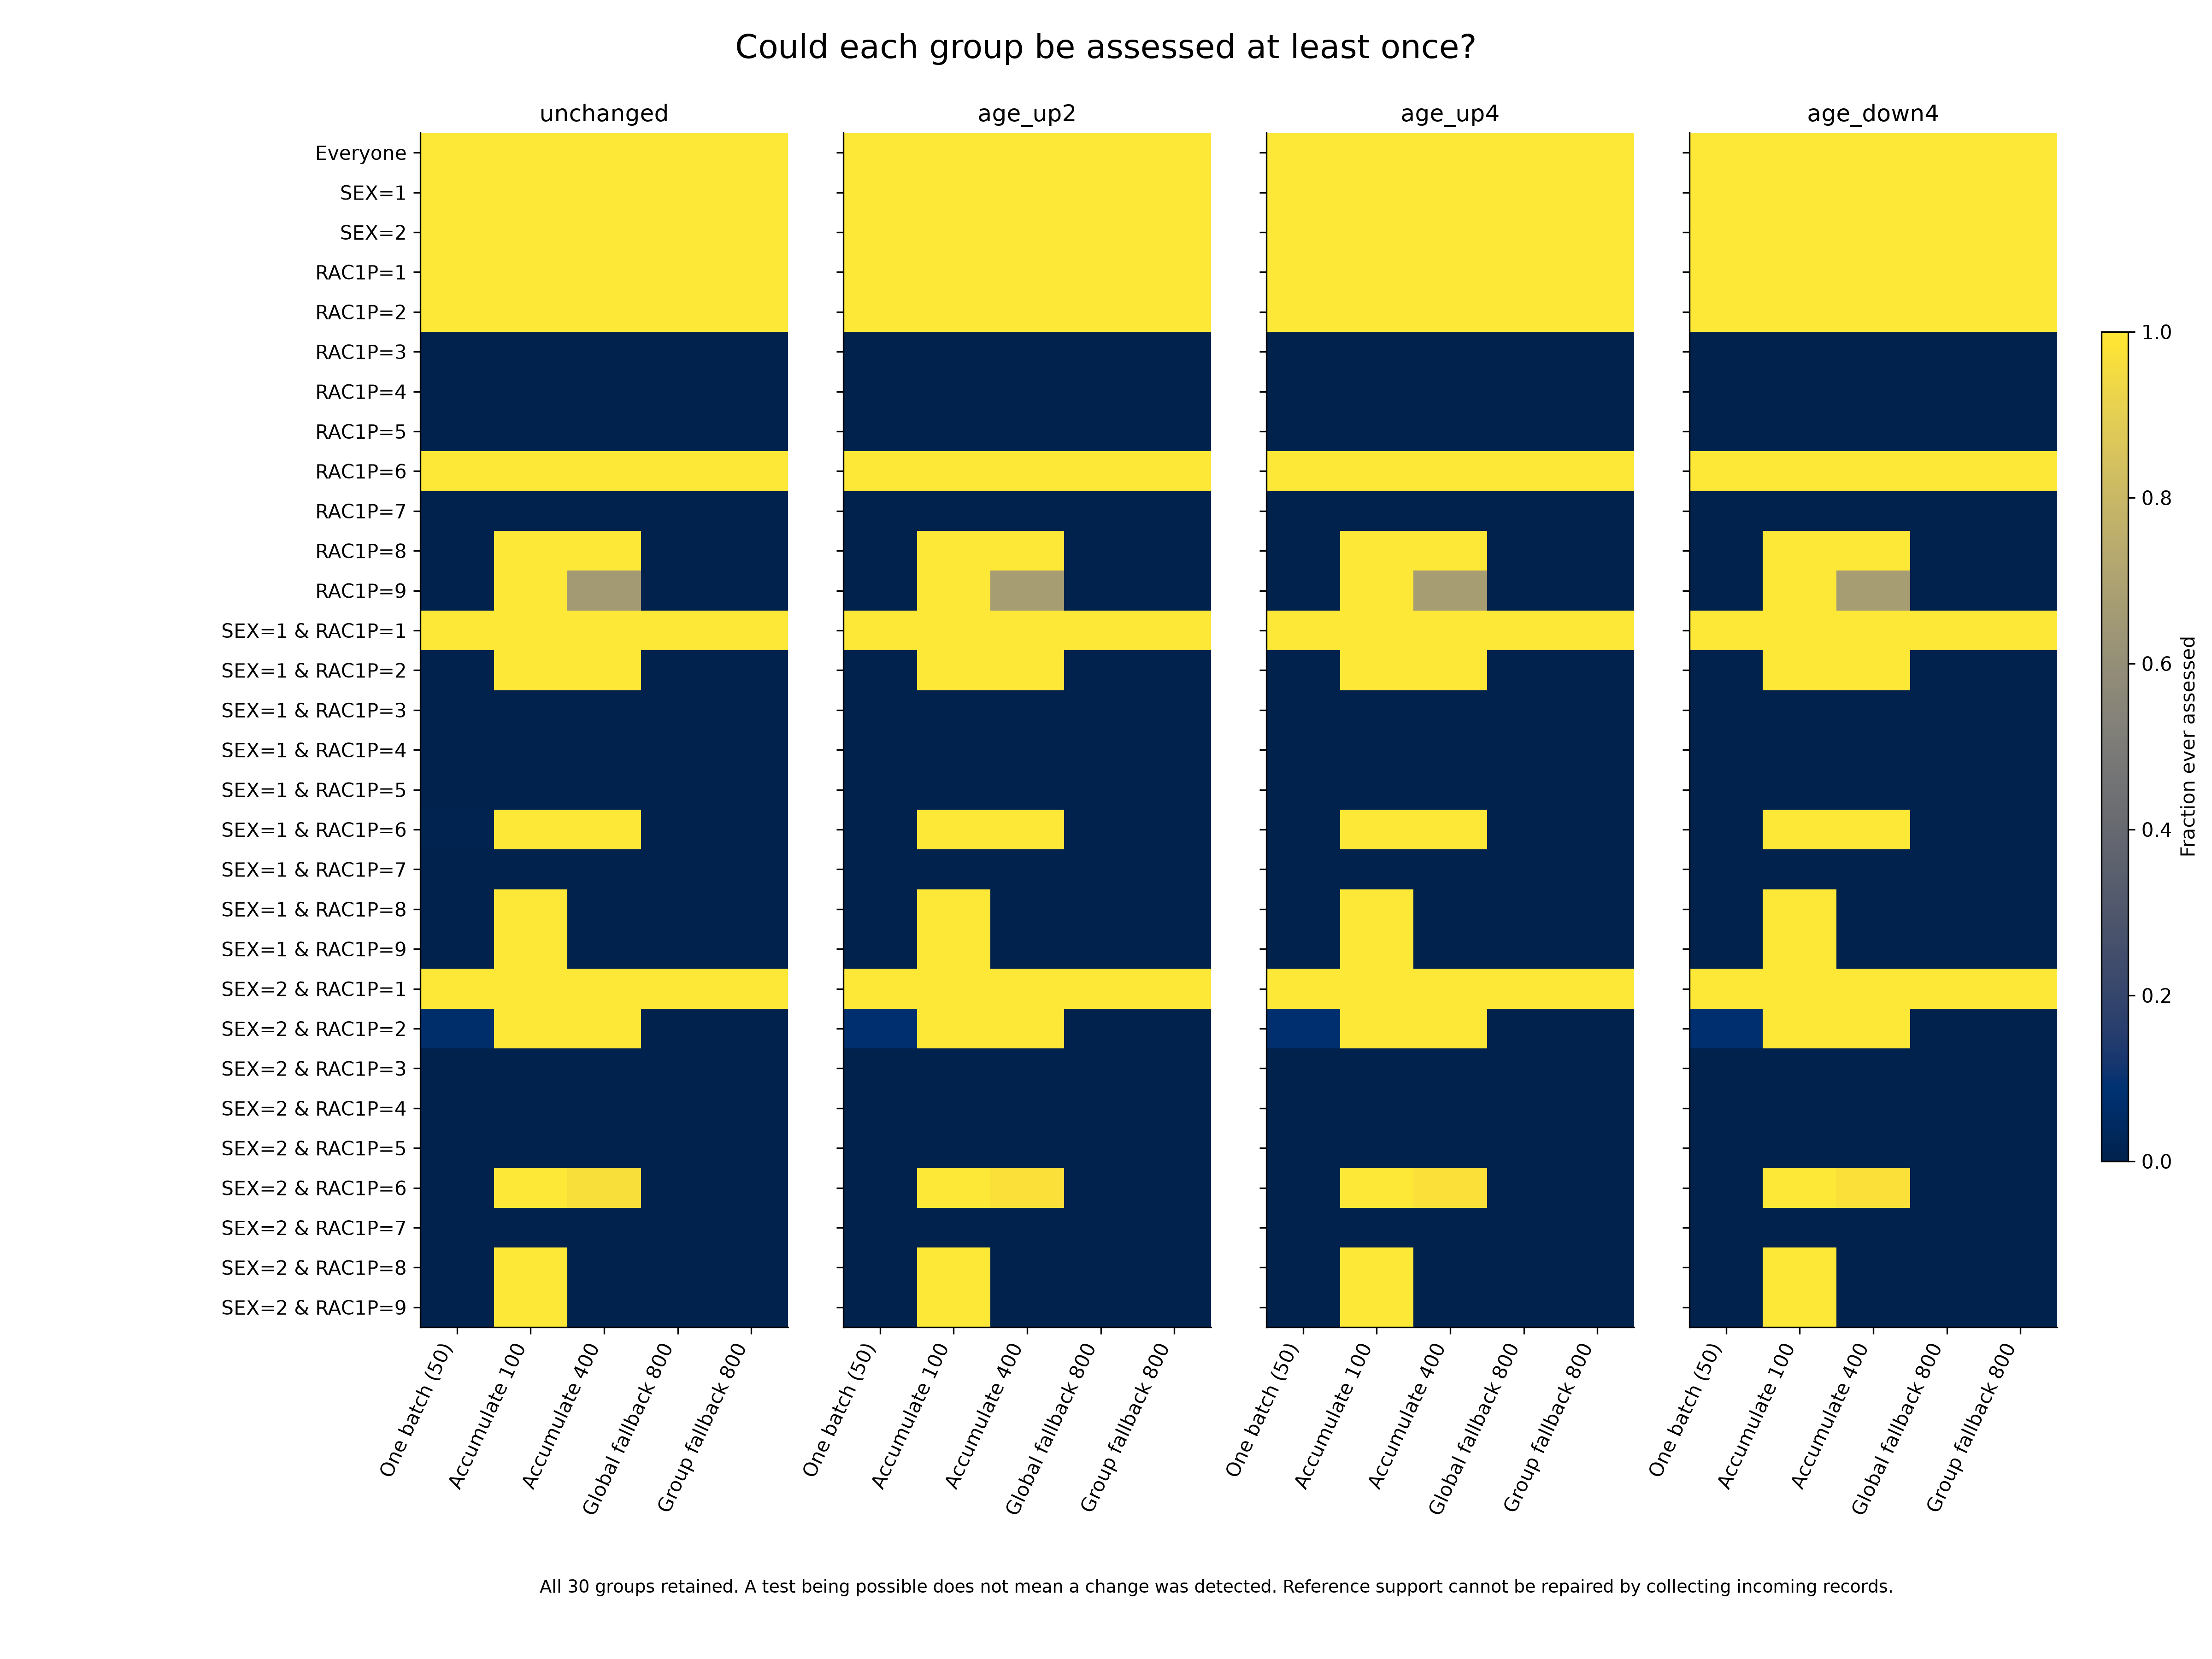 Could each group be assessed at least once?
unchanged
age_up2
age_up4
age_down4
Everyone
SEX=1
SEX=2
RAC1P=1
RAC1P=2
RAC1P=3
RAC1P=4
RAC1P=5
RAC1P=6
RAC1P=7
RAC1P=8
RAC1P=9
SEX=1 & RAC1P=1
SEX=1 & RAC1P=2
SEX=1 & RAC1P=3
SEX=1 & RAC1P=4
SEX=1 & RAC1P=5
SEX=1 & RAC1P=6
SEX=1 & RAC1P=7
SEX=1 & RAC1P=8
SEX=1 & RAC1P=9
SEX=2 & RAC1P=1
SEX=2 & RAC1P=2
SEX=2 & RAC1P=3
SEX=2 & RAC1P=4
SEX=2 & RAC1P=5
SEX=2 & RAC1P=6
SEX=2 & RAC1P=7
SEX=2 & RAC1P=8
SEX=2 & RAC1P=9
One batch (50)
Accumulate 100
Accumulate 400
Global fallback 800
Group fallback 800
One batch (50)
Accumulate 100
Accumulate 400
Global fallback 800
Group fallback 800
One batch (50)
Accumulate 100
Accumulate 400
Global fallback 800
Group fallback 800
One batch (50)
Accumulate 100
Accumulate 400
Global fallback 800
Group fallback 800
1.0
0.8
0.6
0.4
0.2
0.0
Fraction ever assessed
All 30 groups retained. A test being possible does not mean a change was detected. Reference support cannot be repaired by collecting incoming records.